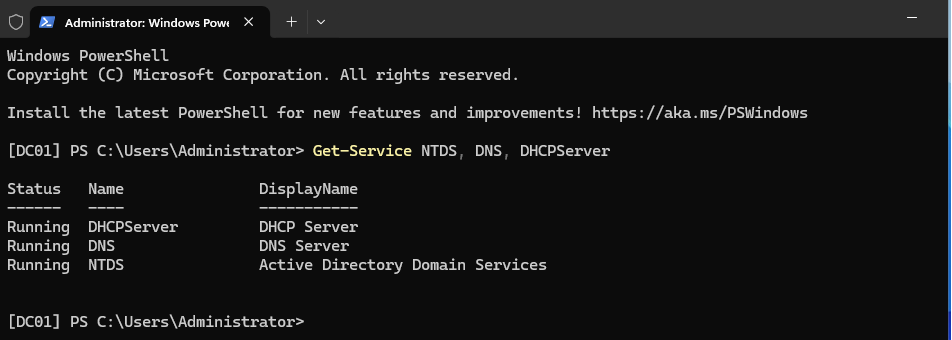 Administrator: Windows Powe
Windows PowerShell
Copyright (C) Microsoft Corporation. All rights reserved.
Install the latest PowerShell for new features and improvements! https://aka.ms/PSWindows
[DC01] PS C:\Users\Administrator> Get-Service NTDS, DNS, DHCPServer
Status   Name               DisplayName
------   ----               -----------
Running  DHCPServer         DHCP Server
Running  DNS                DNS Server
Running  NTDS               Active Directory Domain Services
[DC01] PS C:\Users\Administrator>